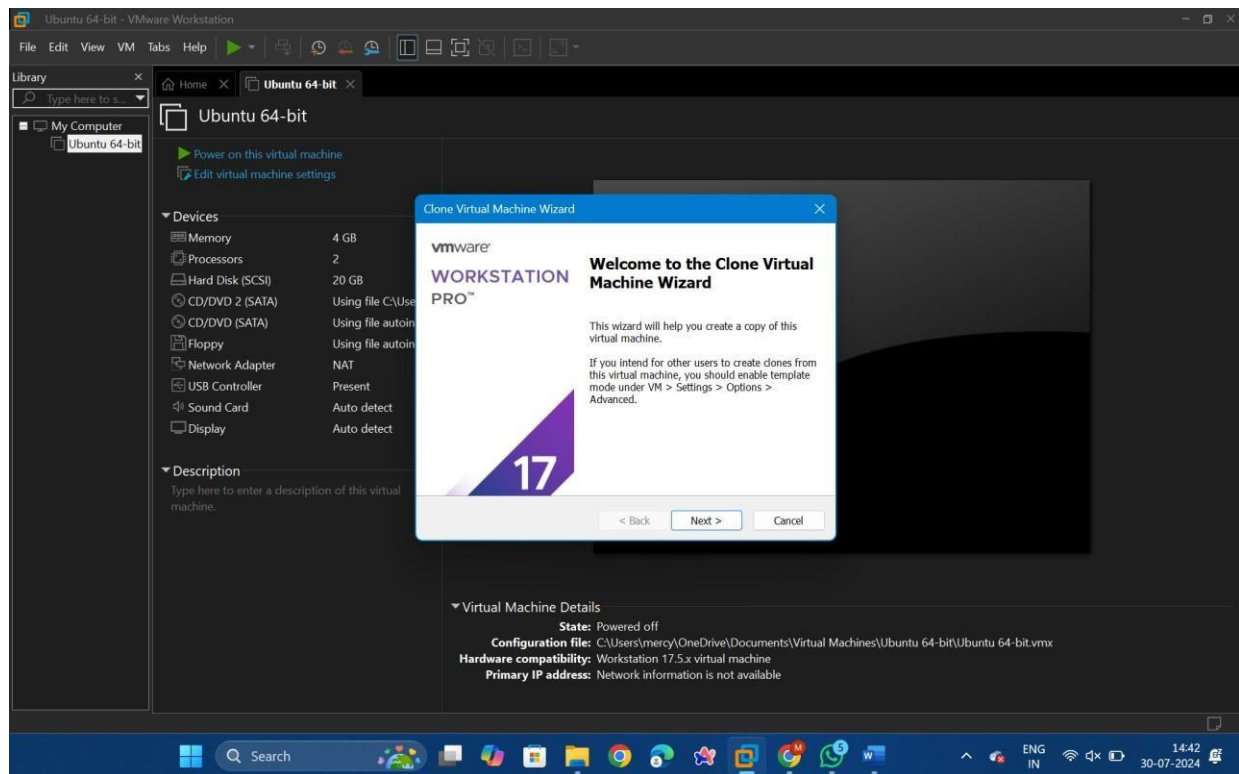 Ubuntu 64-bit - VMware Workstation
File Edit View VM Tabs Help
Library
Type here to s...
My Computer
Ubuntu 64-bit
Home
Ubuntu 64-bit
Ubuntu 64-bit
Power on this virtual machine
Edit virtual machine settings
Devices
Memory 4 GB
Processors 2
Hard Disk (SCSI) 20 GB
CD/DVD 2 (SATA) Using file C:\Use
CD/DVD (SATA) Using file autoin
Floppy Using file autoin
Network Adapter NAT
USB Controller Present
Sound Card Auto detect
Display Auto detect
Description
Type here to enter a description of this virtual
machine.
Clone Virtual Machine Wizard
vmware
WORKSTATION
PRO™
17
Welcome to the Clone Virtual
Machine Wizard
This wizard will help you create a copy of this
virtual machine.
If you intend for other users to create clones from
this virtual machine, you should enable template
mode under VM > Settings > Options >
Advanced.
< Back Next > Cancel
Virtual Machine Details
State: Powered off
Configuration file: C:\Users\mercy\OneDrive\Documents\Virtual Machines\Ubuntu 64-bit\Ubuntu 64-bit.vmx
Hardware compatibility: Workstation 17.5.x virtual machine
Primary IP address: Network information is not available
Search
ENG
IN
14:42
30-07-2024